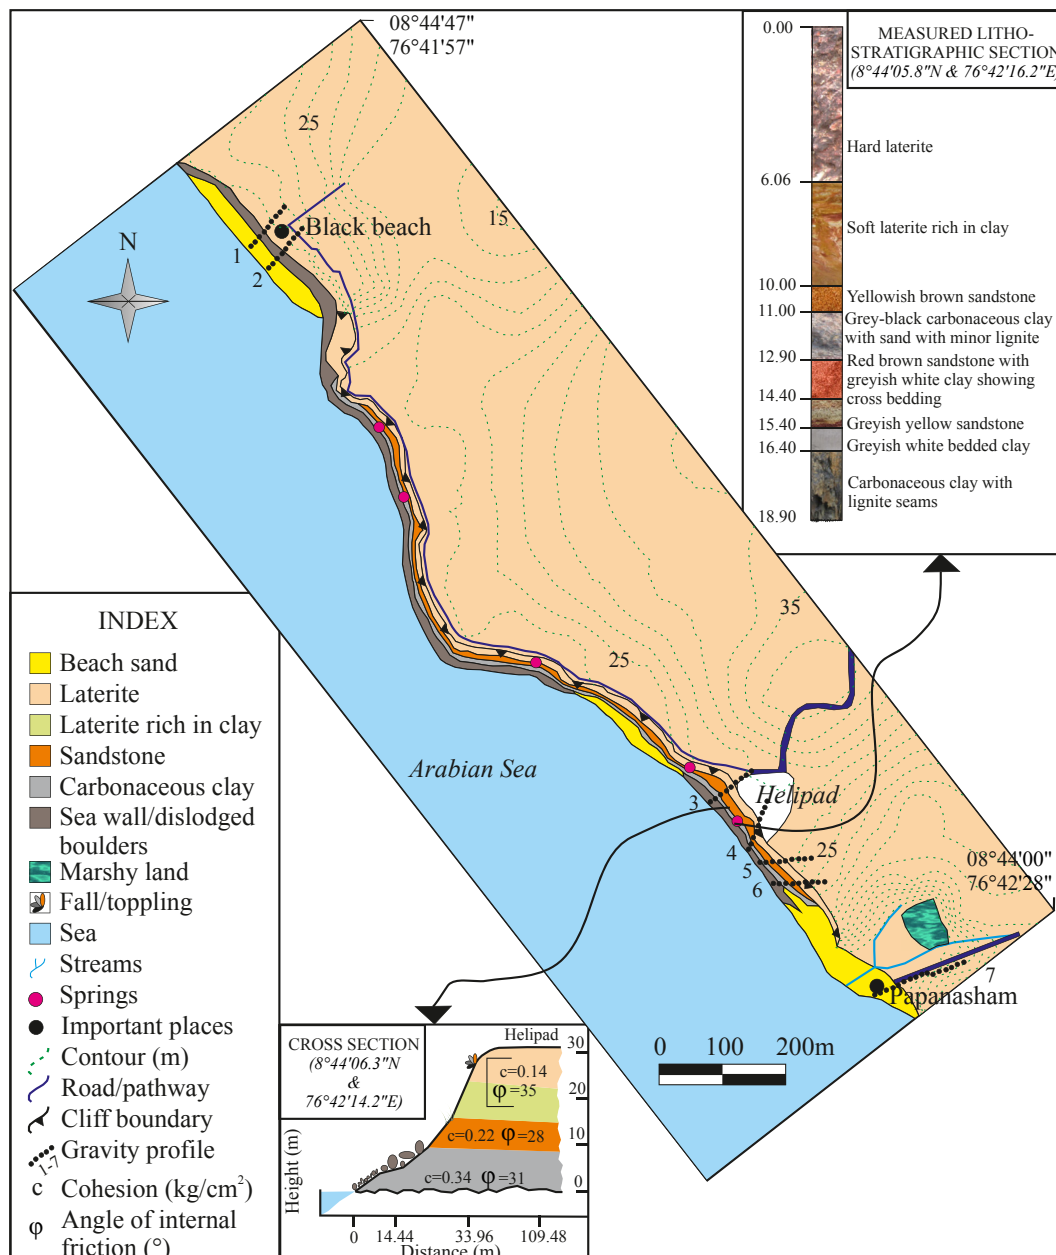 08°44'47"
76°41'57"
25
15
Black beach
1
2
N
35
25
Arabian Sea
Helipad
3
4
5
6
25
08°44'00"
76°42'28"
7
Papanasham
0 100 200m
MEASURED LITHO-
STRATIGRAPHIC SECTION
(8°44'05.8"N & 76°42'16.2"E)
0.00
Hard laterite
6.06
Soft laterite rich in clay
10.00
Yellowish brown sandstone
11.00
Grey-black carbonaceous clay
with sand with minor lignite
12.90
Red brown sandstone with
greyish white clay showing
cross bedding
14.40
Greyish yellow sandstone
15.40
Greyish white bedded clay
16.40
Carbonaceous clay with
lignite seams
18.90
INDEX
Beach sand
Laterite
Laterite rich in clay
Sandstone
Carbonaceous clay
Sea wall/dislodged
boulders
Marshy land
Fall/toppling
Sea
Streams
Springs
Important places
Contour (m)
Road/pathway
Cliff boundary
1-7 Gravity profile
c Cohesion (kg/cm²)
φ Angle of internal
friction (°)
CROSS SECTION
(8°44'06.3"N
&
76°42'14.2"E)
Helipad
30
20
10
0
c=0.14
φ=35
c=0.22 φ=28
c=0.34 φ=31
Height (m)
0 14.44 33.96 109.48
Distance (m)